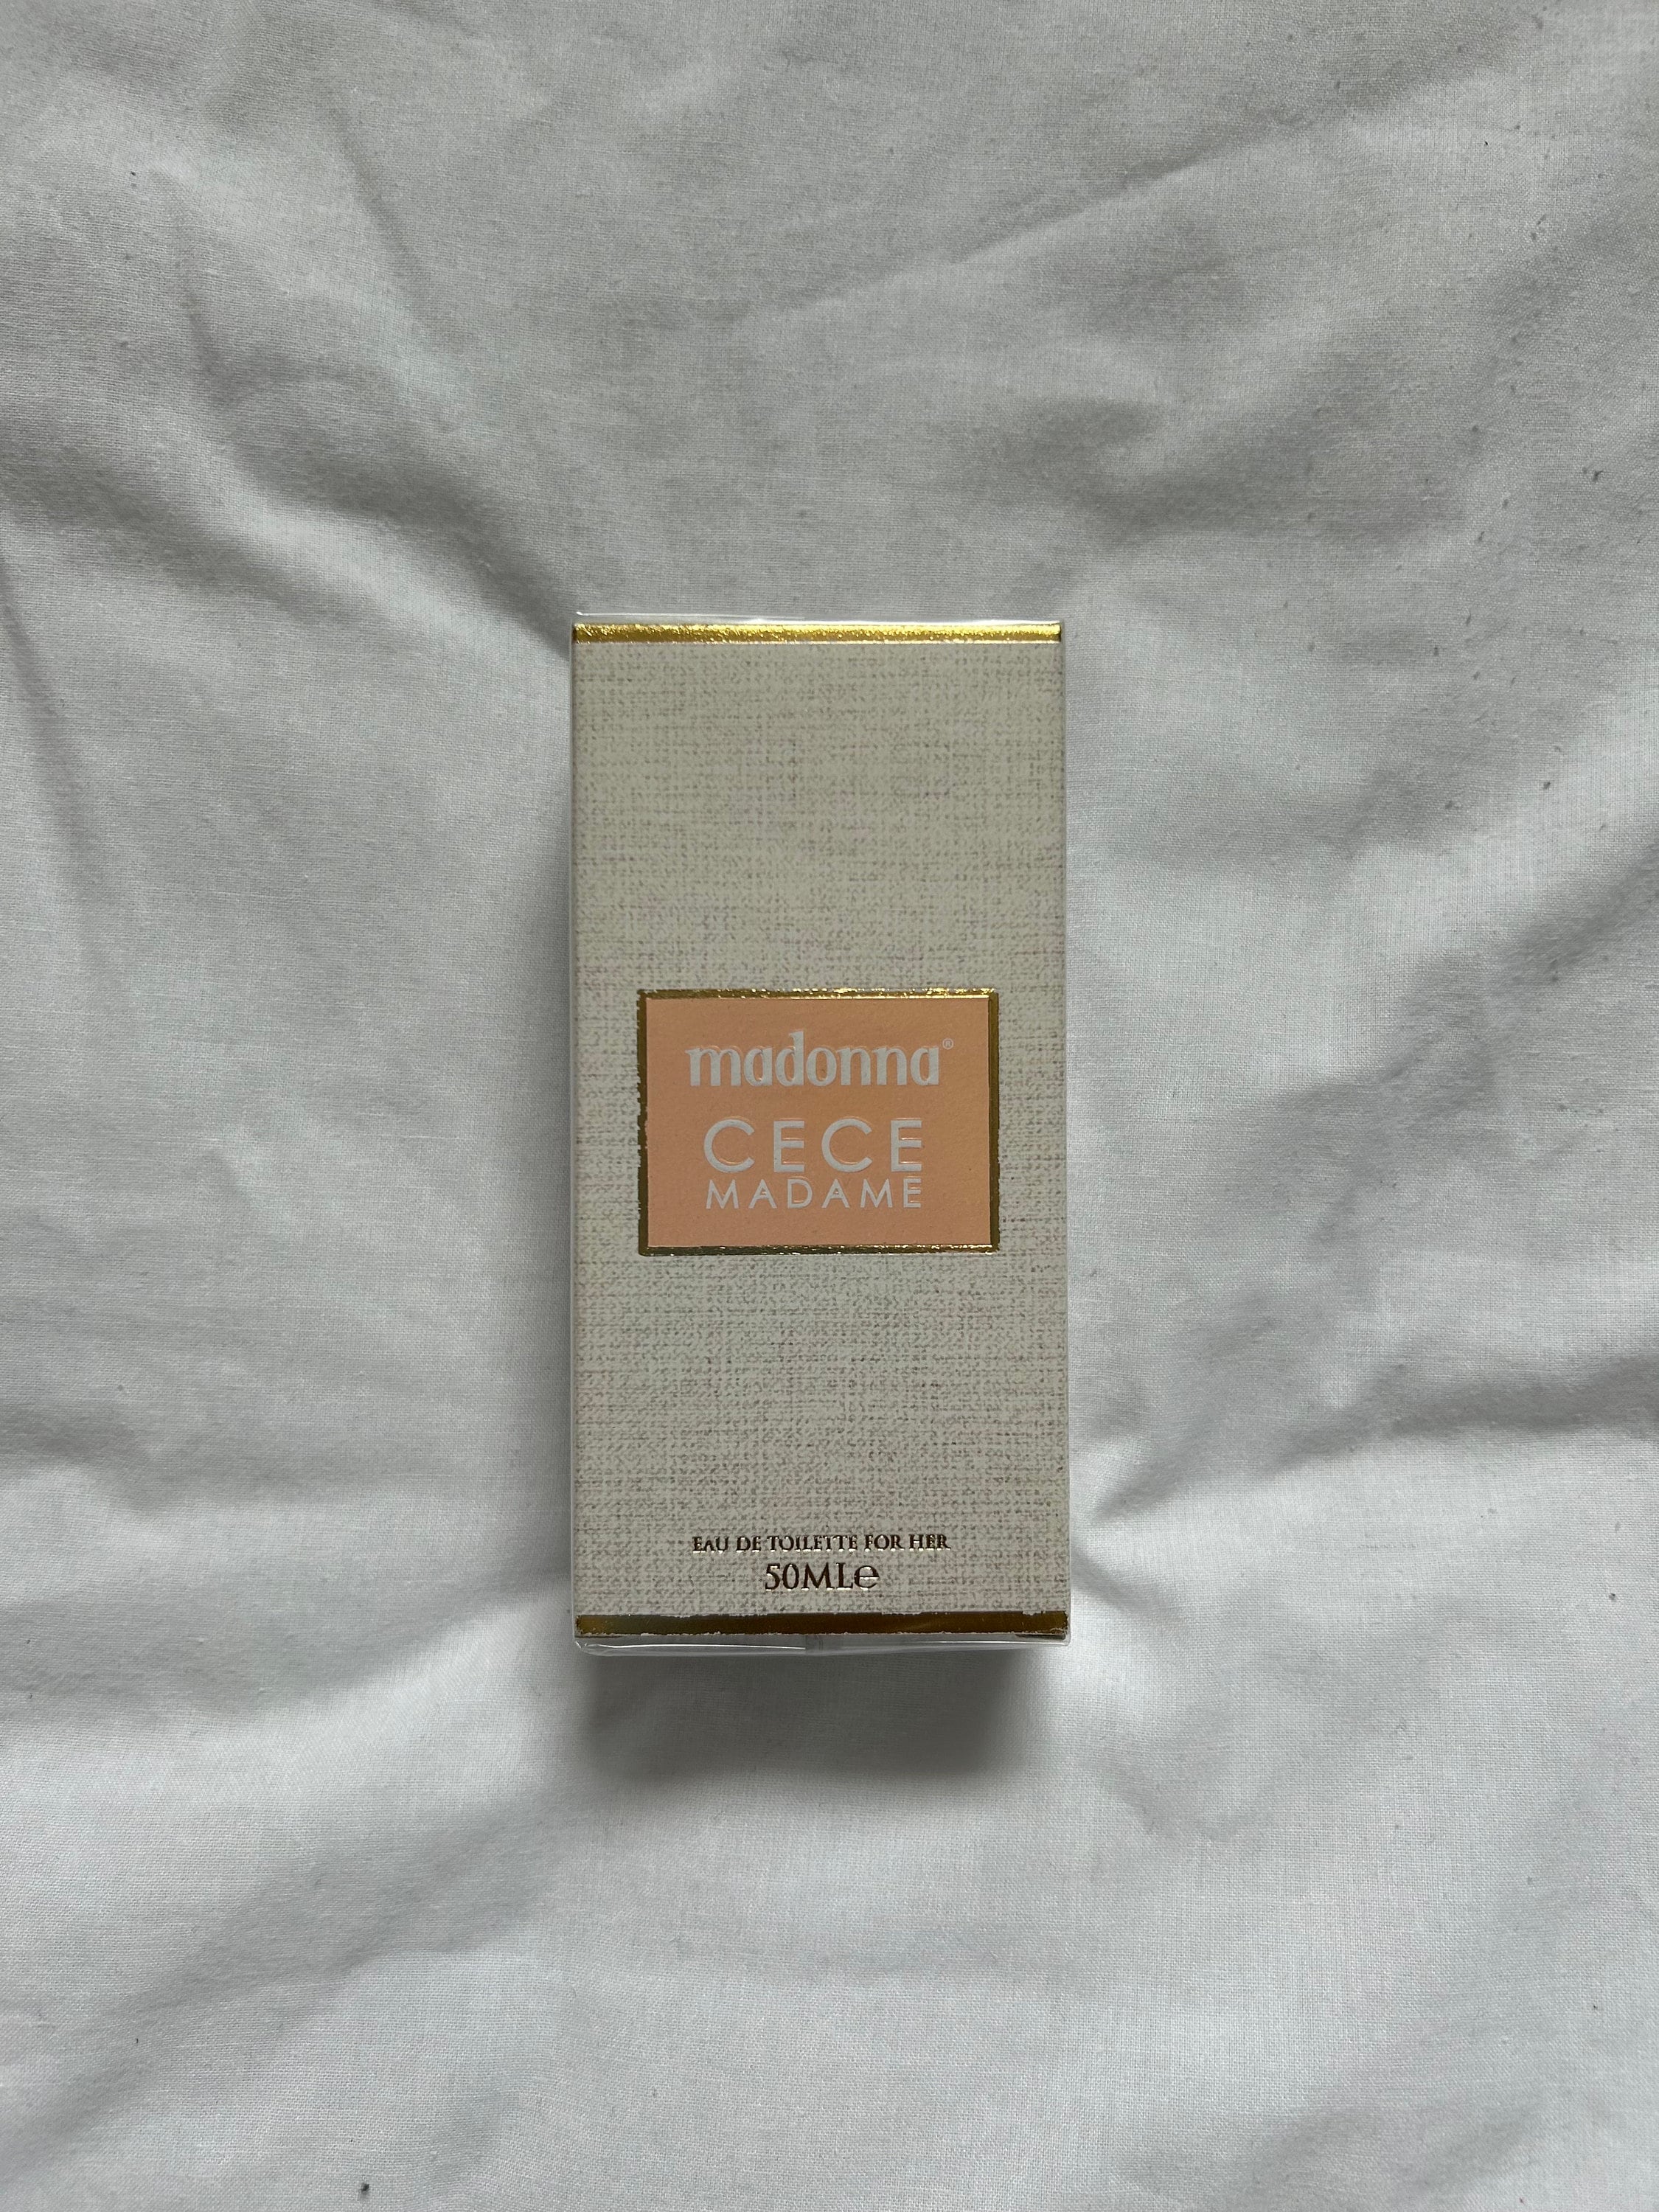 madonna®
CECE
MADAME
EAU DE TOILETTE FOR HER
50ML℮